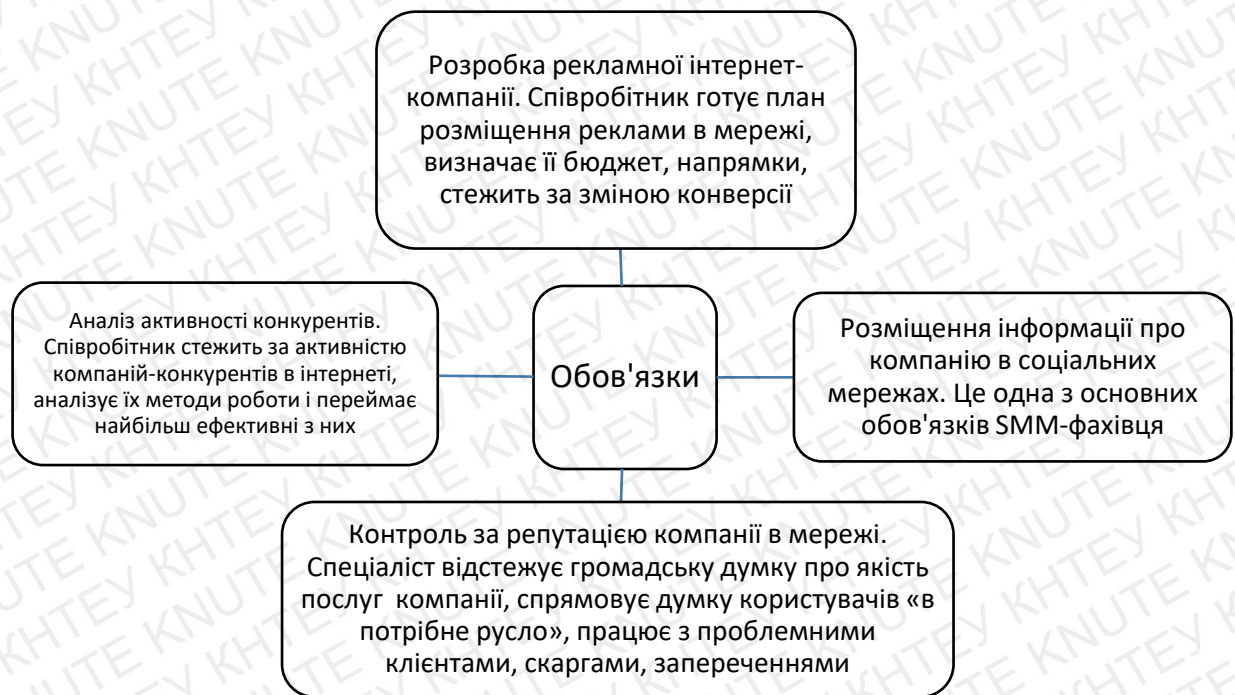 Розробка рекламної інтернет-
компанії. Співробітник готує план
розміщення реклами в мережі,
визначає її бюджет, напрямки,
стежить за зміною конверсії
Аналіз активності конкурентів.
Співробітник стежить за активністю
компаній-конкурентів в інтернеті,
аналізує їх методи роботи і переймає
найбільш ефективні з них
Обов'язки
Розміщення інформації про
компанію в соціальних
мережах. Це одна з основних
обов'язків SMM-фахівця
Контроль за репутацією компанії в мережі.
Спеціаліст відстежує громадську думку про якість
послуг компанії, спрямовує думку користувачів «в
потрібне русло», працює з проблемними
клієнтами, скаргами, запереченнями